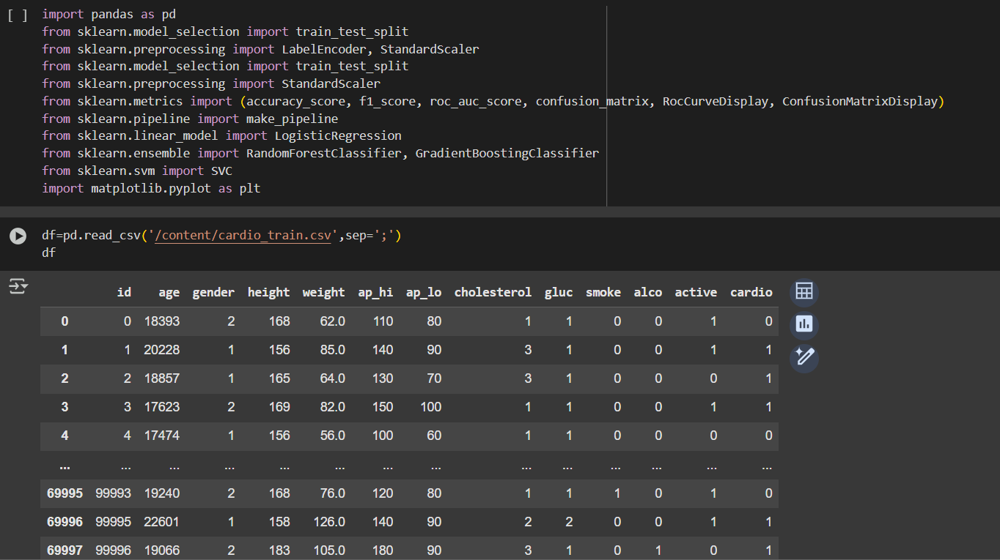 [ ] import pandas as pd
from sklearn.model_selection import train_test_split
from sklearn.preprocessing import LabelEncoder, StandardScaler
from sklearn.model_selection import train_test_split
from sklearn.preprocessing import StandardScaler
from sklearn.metrics import (accuracy_score, f1_score, roc_auc_score, confusion_matrix, RocCurveDisplay, ConfusionMatrixDisplay)
from sklearn.pipeline import make_pipeline
from sklearn.linear_model import LogisticRegression
from sklearn.ensemble import RandomForestClassifier, GradientBoostingClassifier
from sklearn.svm import SVC
import matplotlib.pyplot as plt
df=pd.read_csv('/content/cardio_train.csv',sep=';')
df
id age gender height weight ap_hi ap_lo cholesterol gluc smoke alco active cardio
0 0 18393 2 168 62.0 110 80 1 1 0 0 1 0
1 1 20228 1 156 85.0 140 90 3 1 0 0 1 1
2 2 18857 1 165 64.0 130 70 3 1 0 0 0 1
3 3 17623 2 169 82.0 150 100 1 1 0 0 1 1
4 4 17474 1 156 56.0 100 60 1 1 0 0 0 0
... ... ... ... ... ... ... ... ... ... ... ... ... ...
69995 99993 19240 2 168 76.0 120 80 1 1 1 0 1 0
69996 99995 22601 1 158 126.0 140 90 2 2 0 0 1 1
69997 99996 19066 2 183 105.0 180 90 3 1 0 1 0 1